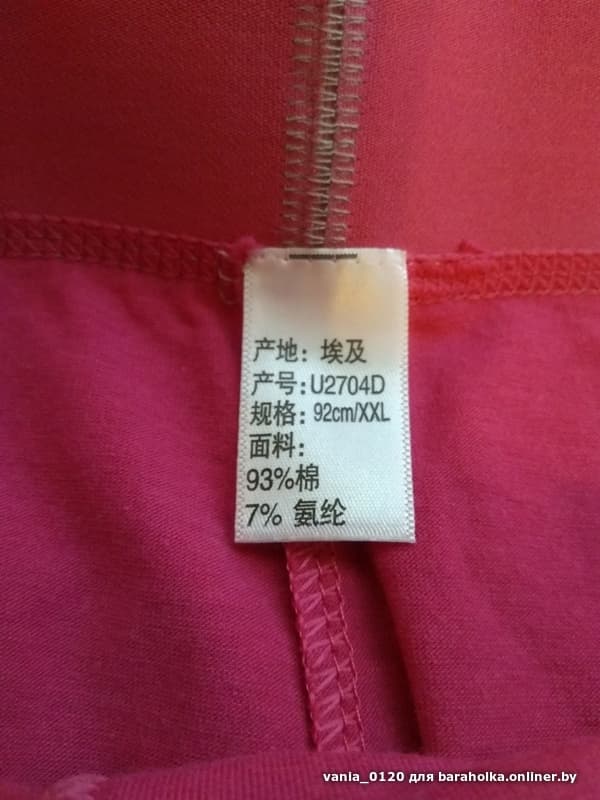 产地：埃及
产号：U2704D
规格：92cm/XXL
面料：
93%棉
7% 氨纶
vania_0120 для baraholka.onliner.by